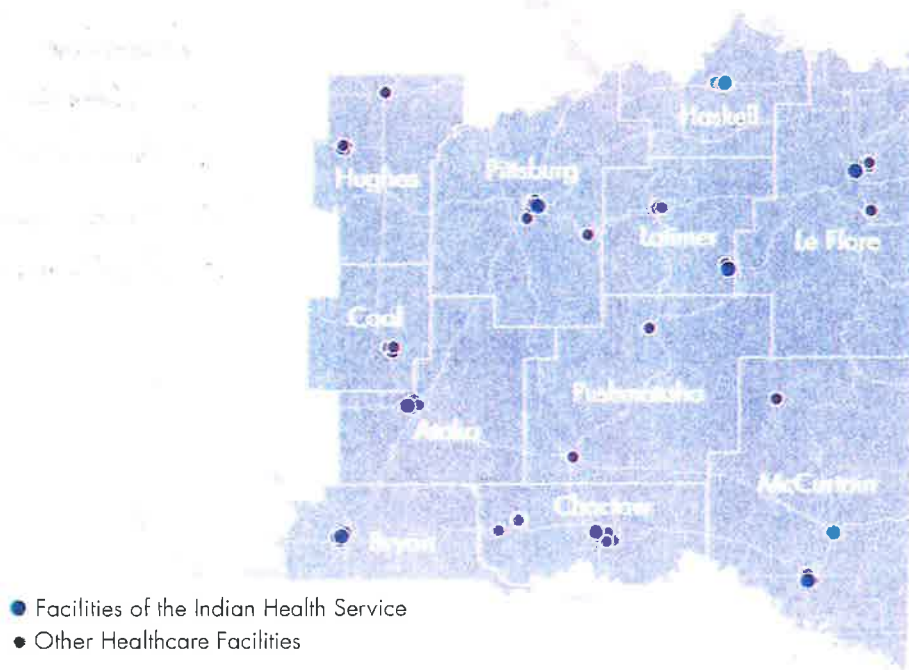 Haskell
Pittsburg
Hughes
Latimer
Le Flore
Coal
Pushmataha
Atoka
McCurtain
Choctaw
Bryan
Facilities of the Indian Health Service
Other Healthcare Facilities